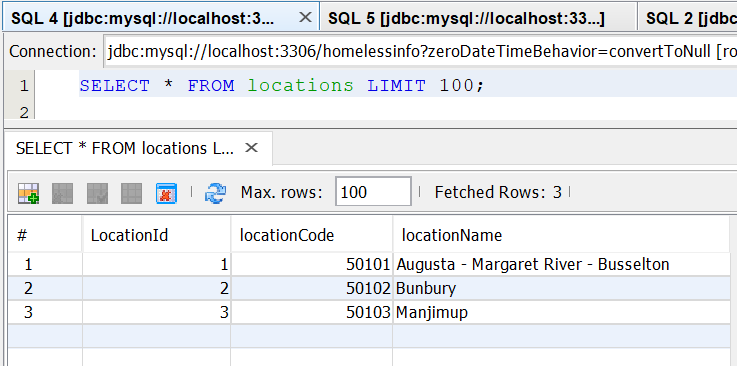 SQL 4 [jdbc:mysql://localhost:3... SQL 5 [jdbc:mysql://localhost:33...] SQL 2 [jdbc
Connection: jdbc:mysql://localhost:3306/homelessinfo?zeroDateTimeBehavior=convertToNull [ro
1 SELECT * FROM locations LIMIT 100;
2
SELECT * FROM locations L...
Max. rows: 100 Fetched Rows: 3
# LocationId locationCode locationName
1 1 50101 Augusta - Margaret River - Busselton
2 2 50102 Bunbury
3 3 50103 Manjimup